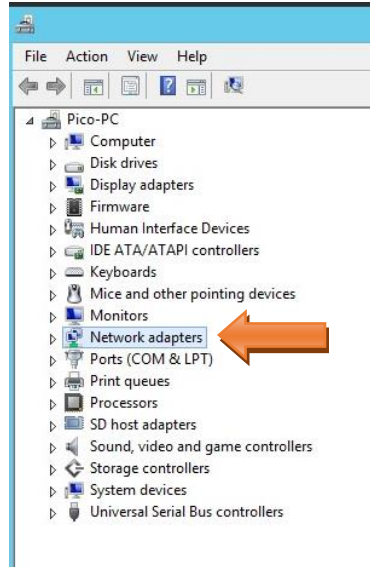 File Action View Help
Pico-PC
Computer
Disk drives
Display adapters
Firmware
Human Interface Devices
IDE ATA/ATAPI controllers
Keyboards
Mice and other pointing devices
Monitors
Network adapters
Ports (COM & LPT)
Print queues
Processors
SD host adapters
Sound, video and game controllers
Storage controllers
System devices
Universal Serial Bus controllers